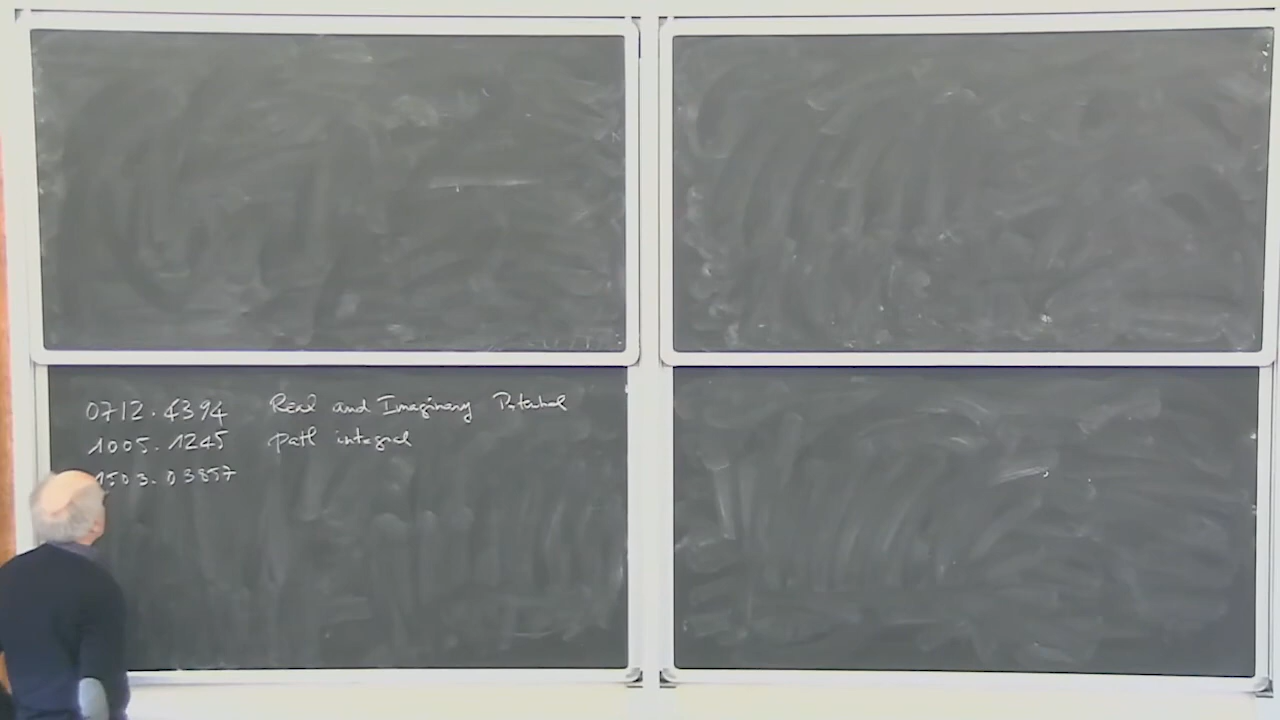 0712.4394 Real and Imaginary Potential
1005.1245 path integral
1503.03857